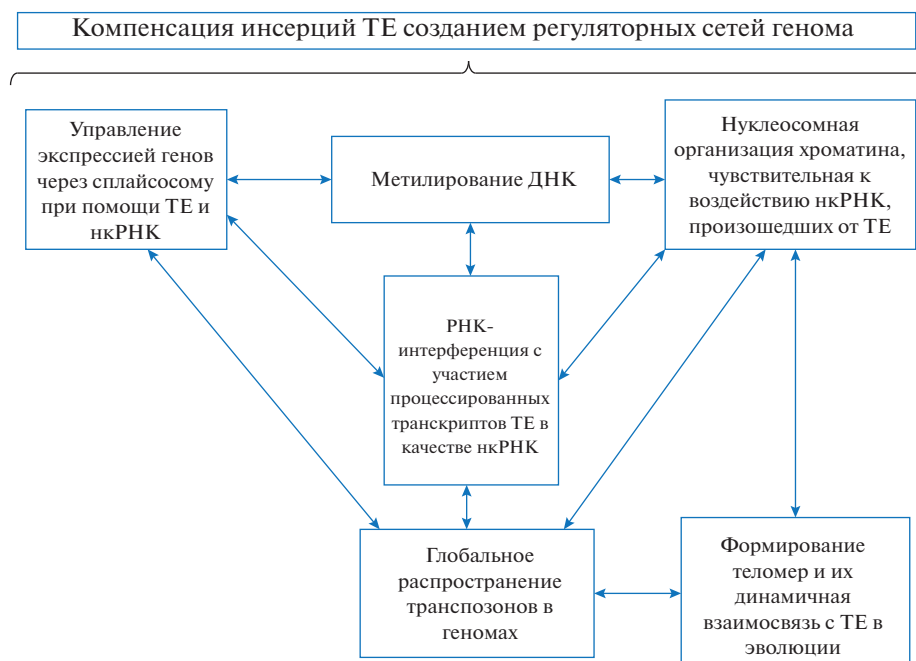 Компенсация инсерций ТЕ созданием регуляторных сетей генома
Управление
экспрессией генов
через сплайсосому
при помощи ТЕ и
нкРНК
Метилирование ДНК
Нуклеосомная
организация хроматина,
чувствительная к
воздействию нкРНК,
произошедших от ТЕ
РНК-
интерференция с
участием
процессированных
транскриптов ТЕ в
качестве нкРНК
Глобальное
распространение
транспозонов в
геномах
Формирование
теломер и их
динамичная
взаимосвязь с ТЕ в
эволюции